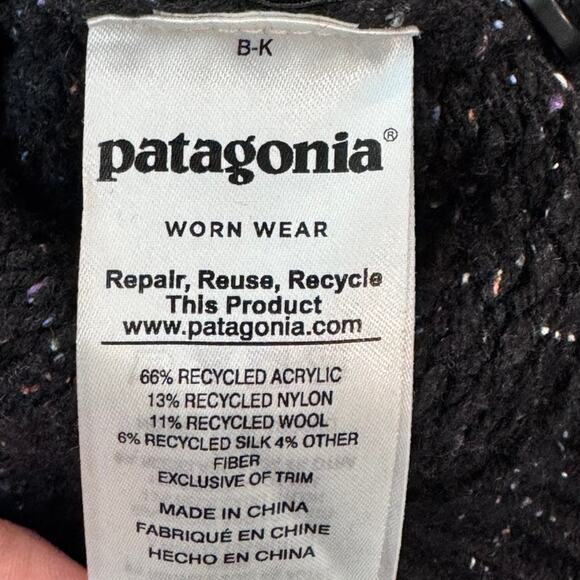 B-K
patagonia®
WORN WEAR
Repair, Reuse, Recycle
This Product
www.patagonia.com
66% RECYCLED ACRYLIC
13% RECYCLED NYLON
11% RECYCLED WOOL
6% RECYCLED SILK 4% OTHER
FIBER
EXCLUSIVE OF TRIM
MADE IN CHINA
FABRIQUÉ EN CHINE
HECHO EN CHINA